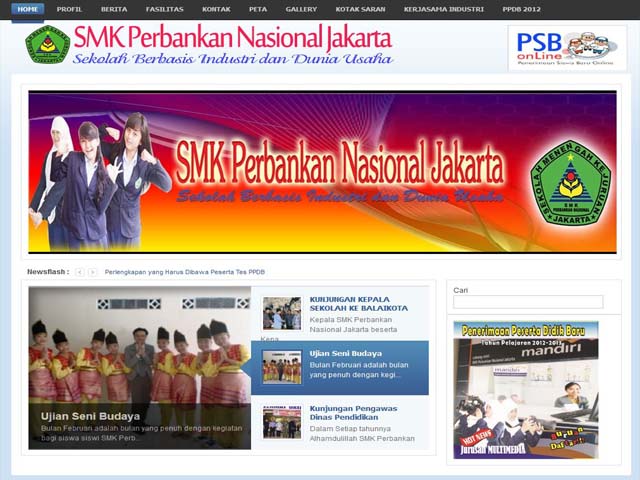 HOME PROFIL BERITA FASILITAS KONTAK PETA GALLERY KOTAK SARAN KERJASAMA INDUSTRI PPDB 2012
SMK Perbankan Nasional Jakarta
Sekolah Berbasis Industri dan Dunia Usaha
PSB
onLine
Penerimaan Siswa Baru Online
SMK Perbankan Nasional Jakarta
Sekolah Berbasis Industri dan Dunia Usaha
SEKOLAH MENENGAH KEJURUAN
SMK
PERBANKAN NASIONAL
JAKARTA
Newsflash : Perlengkapan yang Harus Dibawa Peserta Tes PPDB
Ujian Seni Budaya
Bulan Februari adalah bulan yang penuh dengan kegiatan
bagi siswa siswi SMK Perb...
KUNJUNGAN KEPALA
SEKOLAH KE BALAIKOTA
Kepala SMK Perbankan
Nasional Jakarta beserta
Kepa
Ujian Seni Budaya
Bulan Februari adalah bulan
yang penuh dengan kegi...
Kunjungan Pengawas
Dinas Pendidikan
Dalam Setiap tahunnya
Alhamdulillah SMK Perbankan
Cari
Penerimaan Peserta Didik Baru
Tahun Pelajaran 2012-2013
mandiri
mandiri
HOT NEWS
Jurusan MULTIMEDIA
Buruan
Daftar!